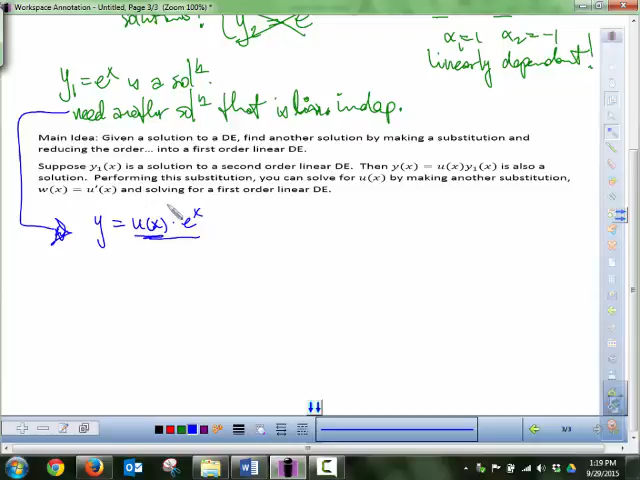 Workspace Annotation - Untitled, Page 3/3 (Zoom 100%)
α₁=1 α₂=-1
linearly dependent!
y₁ = eˣ is a solⁿ.
need another solⁿ that is lin. indep.
Main Idea: Given a solution to a DE, find another solution by making a substitution and
reducing the order... into a first order linear DE.
Suppose y₁(x) is a solution to a second order linear DE. Then y(x) = u(x)y₁(x) is also a
solution. Performing this substitution, you can solve for u(x) by making another substitution,
w(x) = u′(x) and solving for a first order linear DE.
y = u(x) · eˣ
3/3
1:19 PM
9/29/2015